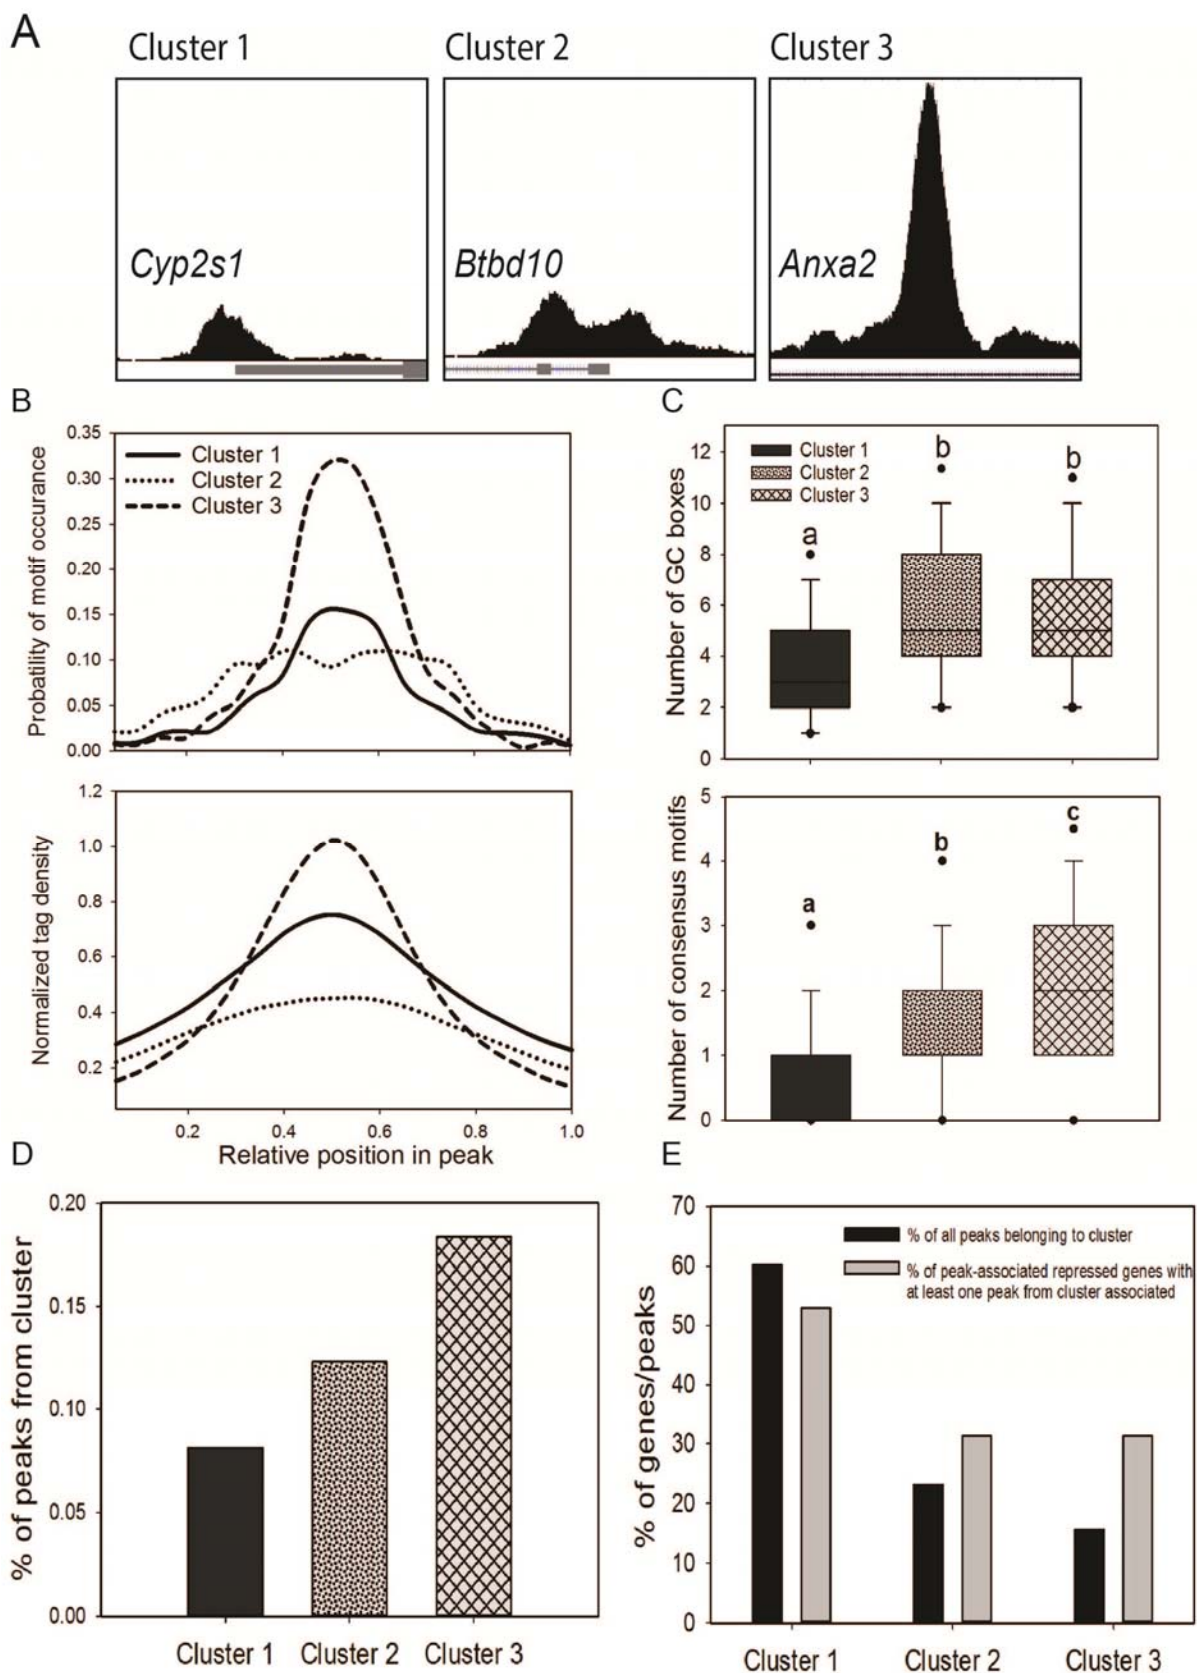 A
Cluster 1
Cluster 2
Cluster 3
Cyp2s1
Btbd10
Anxa2
B
Probatility of motif occurance
0.35
0.30
0.25
0.20
0.15
0.10
0.05
0.00
Cluster 1
Cluster 2
Cluster 3
Normalized tag density
1.2
1.0
0.8
0.6
0.4
0.2
0.2 0.4 0.6 0.8 1.0
Relative position in peak
C
Number of GC boxes
12
10
8
6
4
2
0
Cluster 1
Cluster 2
Cluster 3
a
b
b
Number of consensus motifs
5
4
3
2
1
0
a
b
c
D
% of peaks from cluster
0.20
0.15
0.10
0.05
0.00
Cluster 1 Cluster 2 Cluster 3
E
% of genes/peaks
70
60
50
40
30
20
10
0
% of all peaks belonging to cluster
% of peak-associated repressed genes with
at least one peak from cluster associated
Cluster 1 Cluster 2 Cluster 3